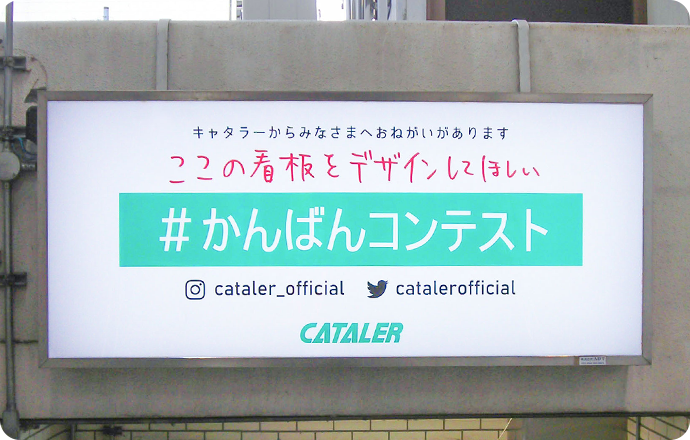 キャタラーからみなさまへおねがいがあります
ここの看板をデザインしてほしい
#かんばんコンテスト
cataler_official catalerofficial
CATALER